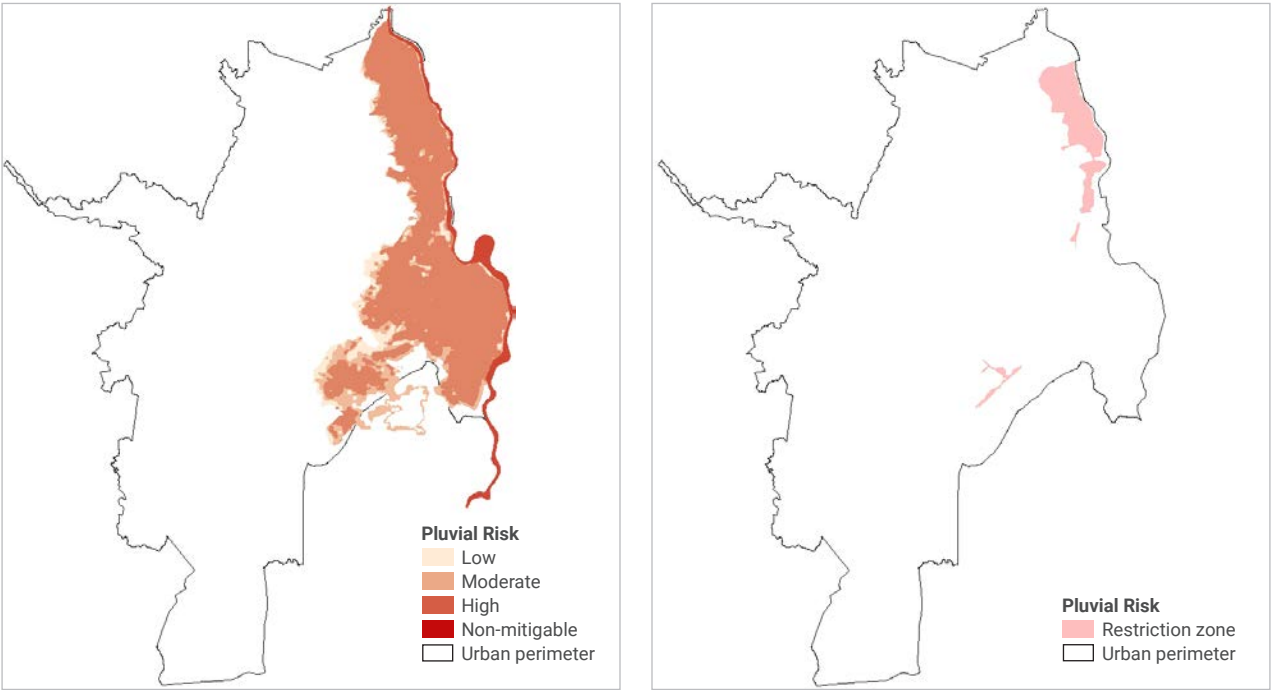 Pluvial Risk
Low
Moderate
High
Non-mitigable
Urban perimeter
Pluvial Risk
Restriction zone
Urban perimeter